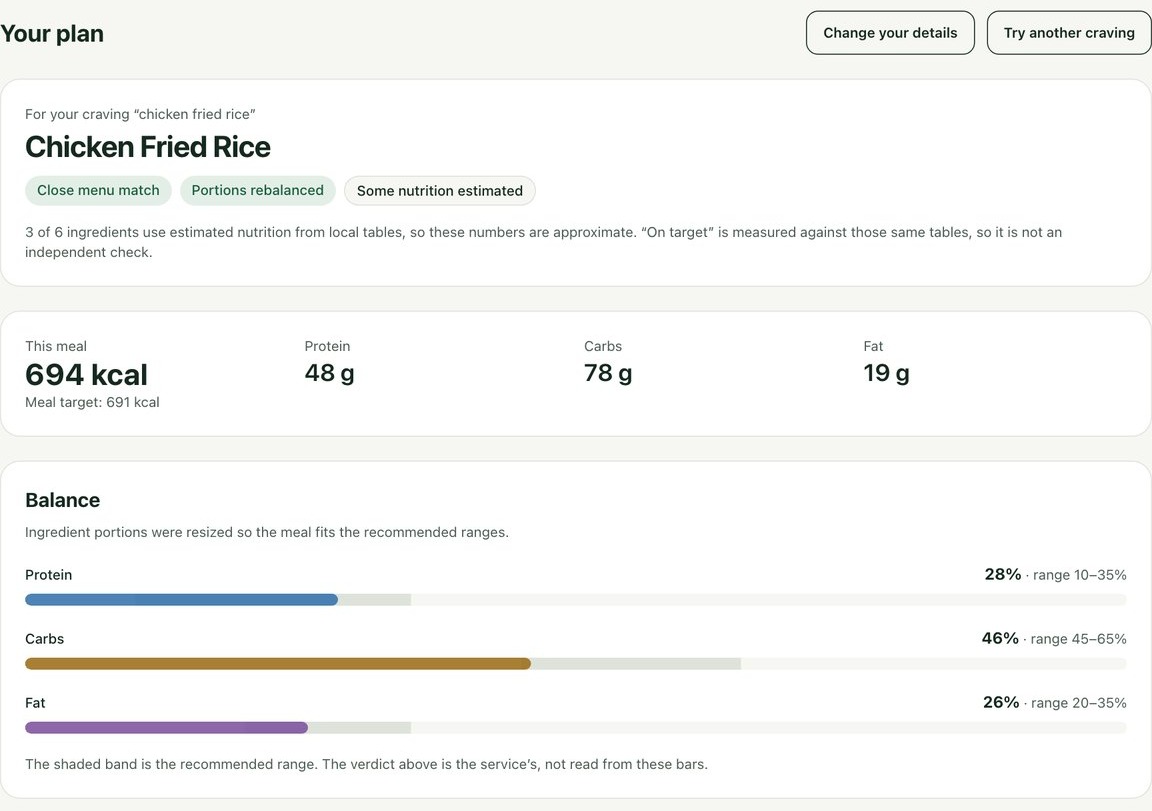 Your plan
Change your details
Try another craving
For your craving “chicken fried rice”
Chicken Fried Rice
Close menu match
Portions rebalanced
Some nutrition estimated
3 of 6 ingredients use estimated nutrition from local tables, so these numbers are approximate. “On target” is measured against those same tables, so it is not an
independent check.
This meal
694 kcal
Meal target: 691 kcal
Protein
48 g
Carbs
78 g
Fat
19 g
Balance
Ingredient portions were resized so the meal fits the recommended ranges.
Protein
28% · range 10–35%
Carbs
46% · range 45–65%
Fat
26% · range 20–35%
The shaded band is the recommended range. The verdict above is the service’s, not read from these bars.